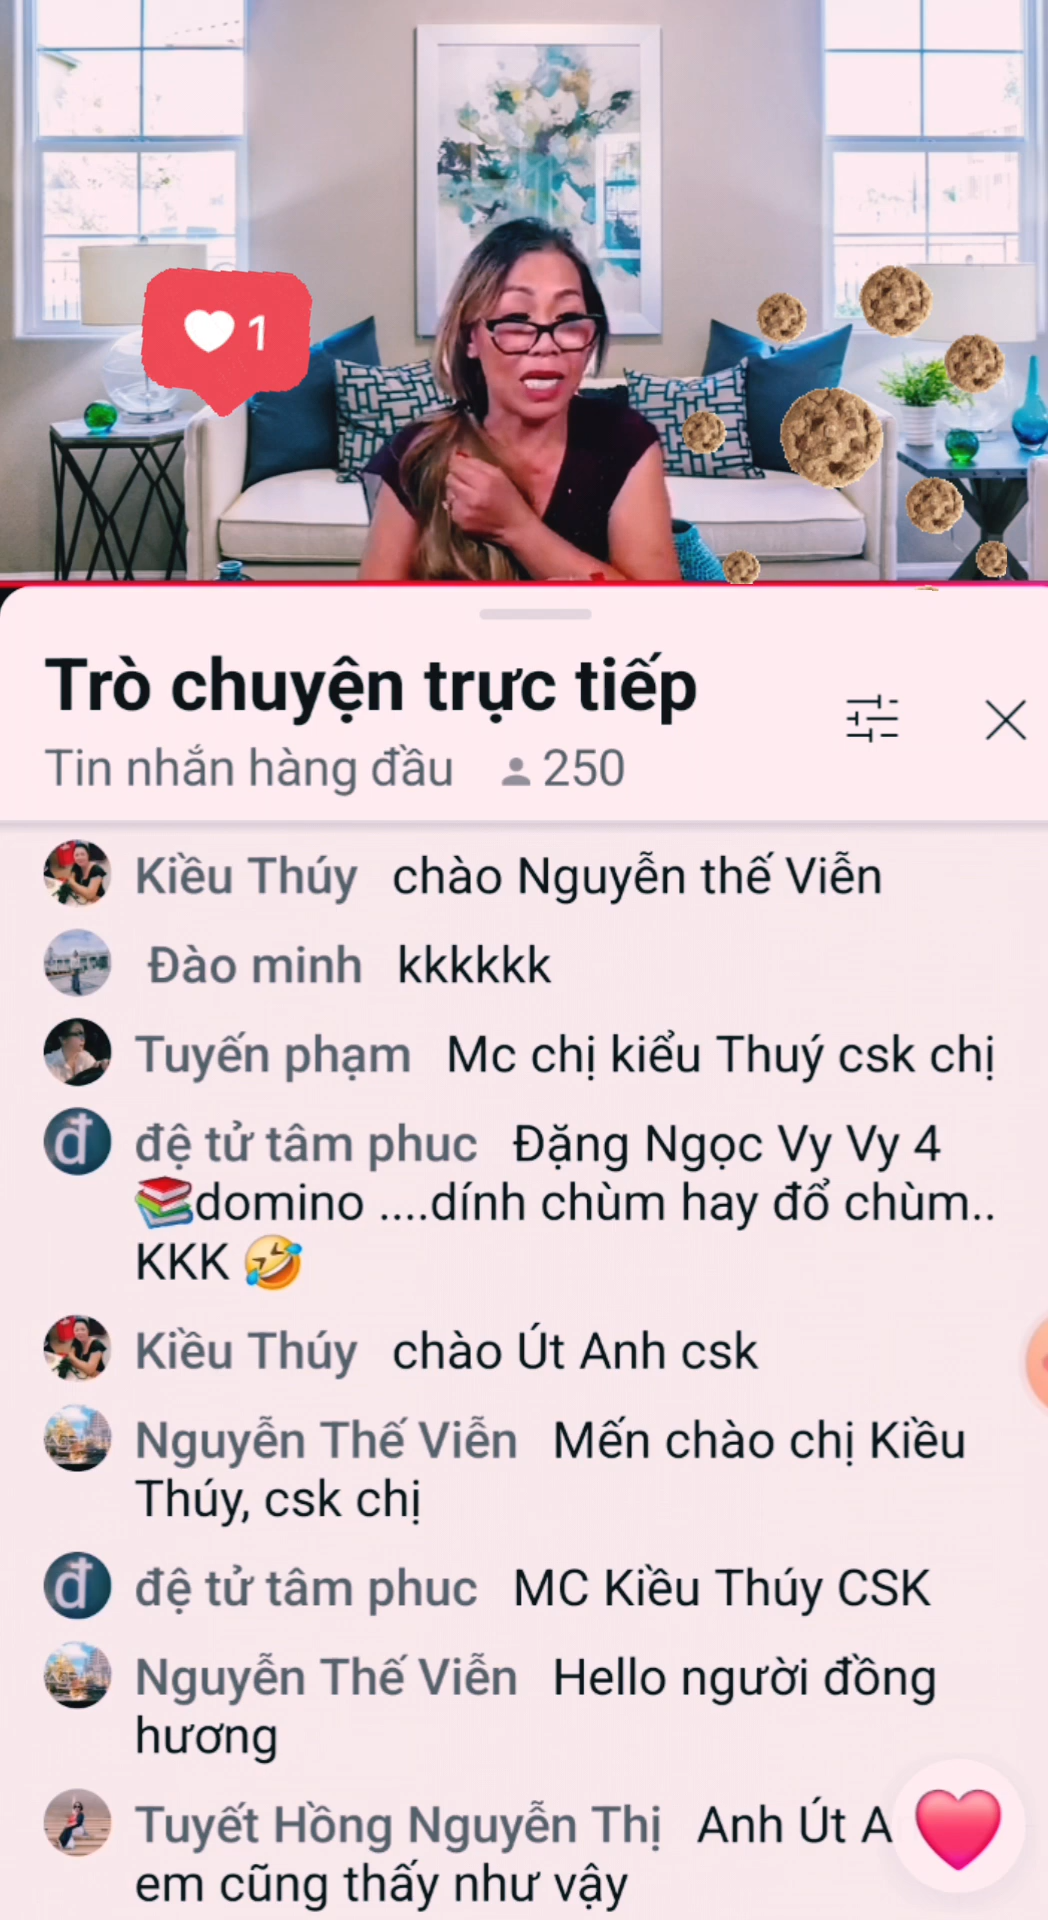 1
Trò chuyện trực tiếp
Tin nhắn hàng đầu 250
Kiều Thúy chào Nguyễn thế Viễn
Đào minh kkkkkk
Tuyến phạm Mc chị kiểu Thuý csk chị
đ đệ tử tâm phuc Đặng Ngọc Vy Vy 4
📚domino ....dính chùm hay đổ chùm..
KKK 🤣
Kiều Thúy chào Út Anh csk
Nguyễn Thế Viễn Mến chào chị Kiều
Thúy, csk chị
đ đệ tử tâm phuc MC Kiều Thúy CSK
Nguyễn Thế Viễn Hello người đồng
hương
Tuyết Hồng Nguyễn Thị Anh Út A
em cũng thấy như vậy